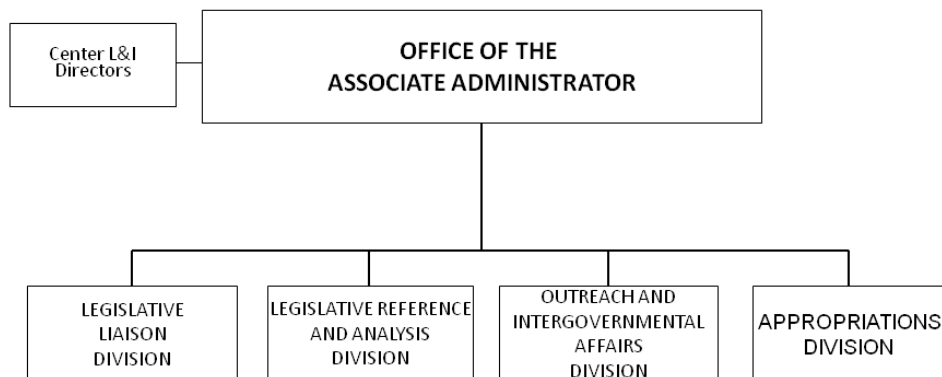 Center L&I
Directors
OFFICE OF THE
ASSOCIATE ADMINISTRATOR
LEGISLATIVE
LIAISON
DIVISION
LEGISLATIVE REFERENCE
AND ANALYSIS
DIVISION
OUTREACH AND
INTERGOVERNMENTAL
AFFAIRS
DIVISION
APPROPRIATIONS
DIVISION